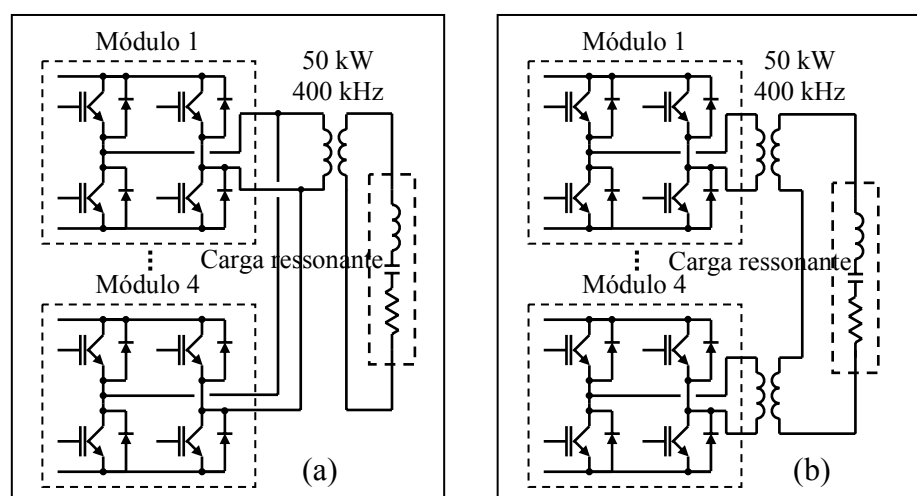 Módulo 1
50 kW
400 kHz
Carga ressonante
Módulo 4
(a)
Módulo 1
50 kW
400 kHz
Carga ressonante
Módulo 4
(b)